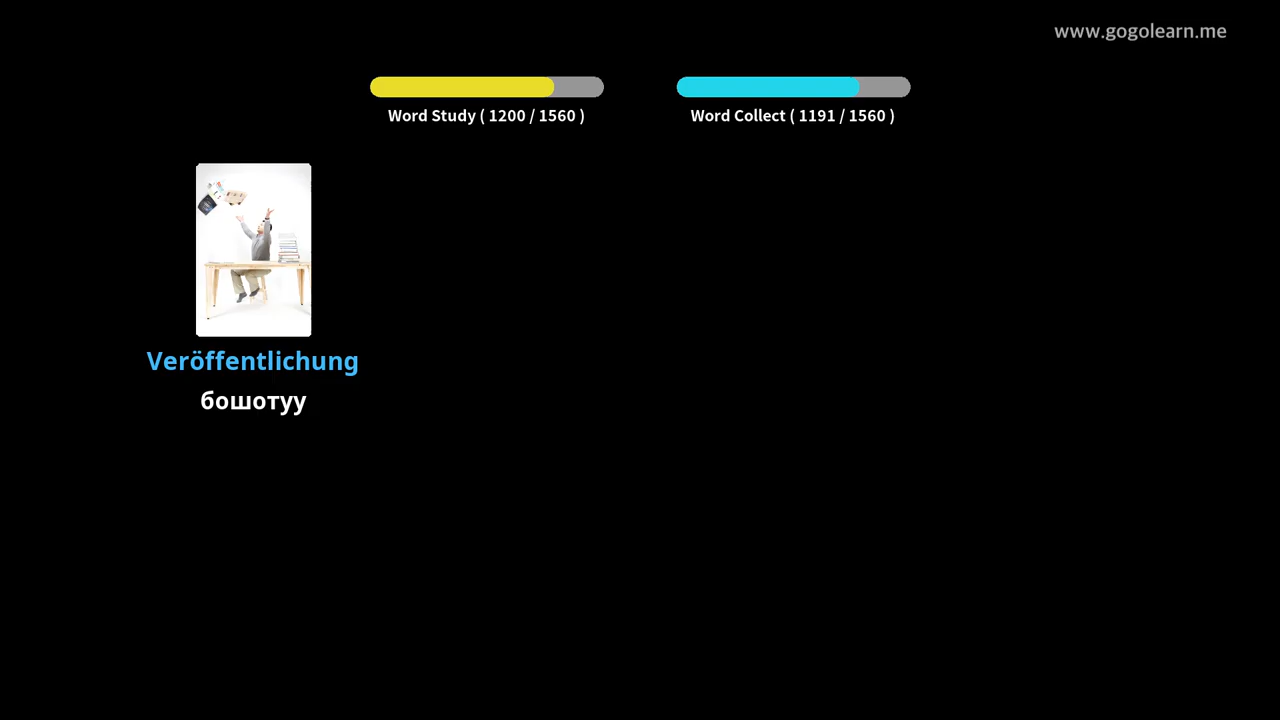 www.gogolearn.me
Word Study ( 1200 / 1560 )
Word Collect ( 1191 / 1560 )
Veröffentlichung
бошотуу